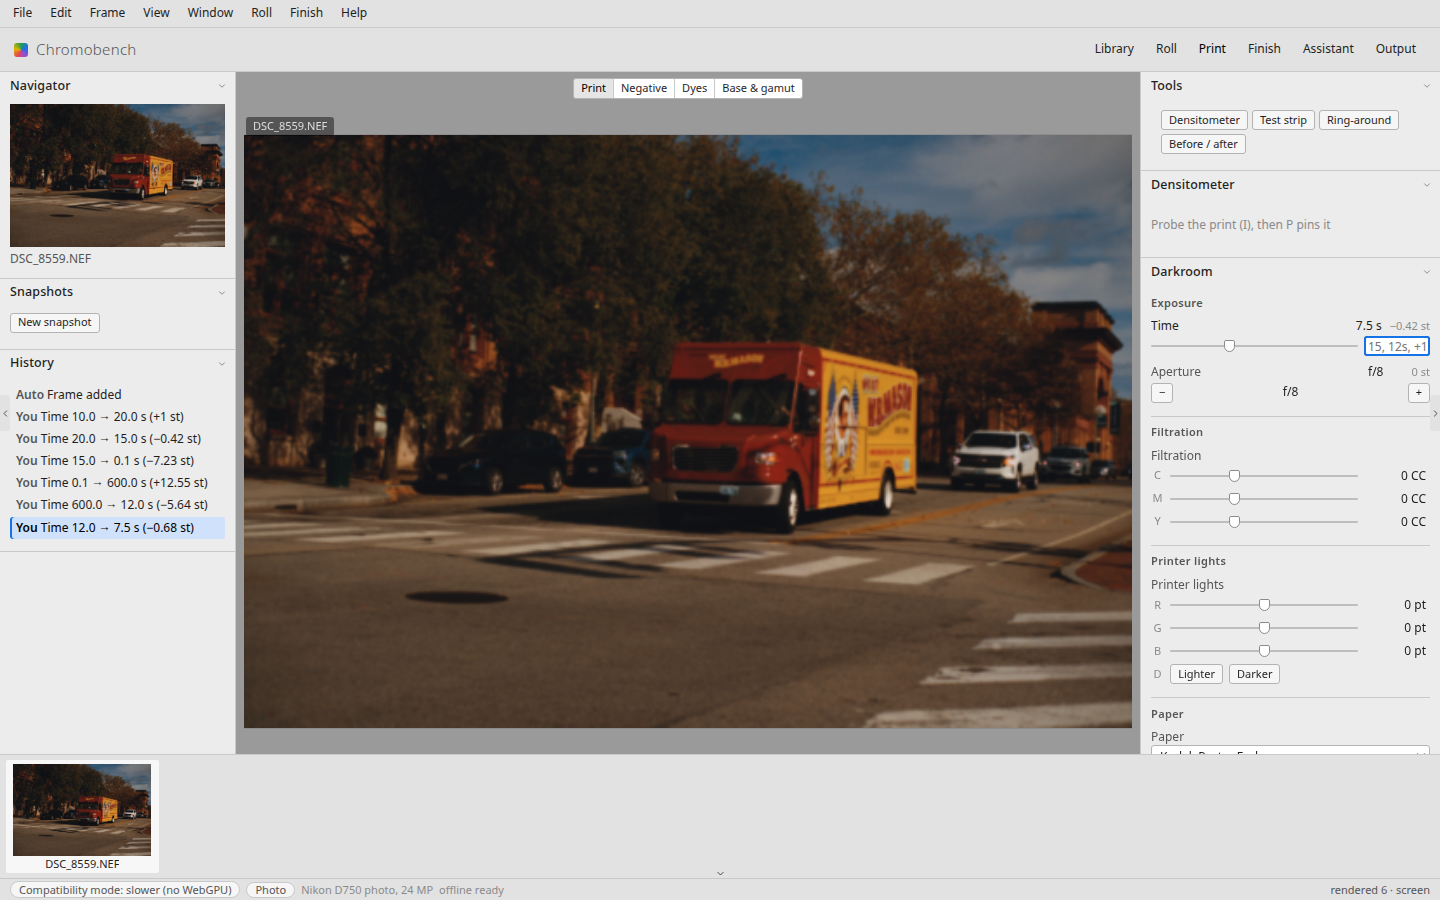 File Edit Frame View Window Roll Finish Help
Chromobench
Library Roll Print Finish Assistant Output
Navigator
DSC_8559.NEF
Snapshots
New snapshot
History
Auto Frame added
You Time 10.0 → 20.0 s (+1 st)
You Time 20.0 → 15.0 s (−0.42 st)
You Time 15.0 → 0.1 s (−7.23 st)
You Time 0.1 → 600.0 s (+12.55 st)
You Time 600.0 → 12.0 s (−5.64 st)
You Time 12.0 → 7.5 s (−0.68 st)
Print Negative Dyes Base & gamut
DSC_8559.NEF
Tools
Densitometer Test strip Ring-around
Before / after
Densitometer
Probe the print (I), then P pins it
Darkroom
Exposure
Time 7.5 s −0.42 st
15, 12s, +1
Aperture f/8 0 st
− f/8 +
Filtration
Filtration
C 0 CC
M 0 CC
Y 0 CC
Printer lights
Printer lights
R 0 pt
G 0 pt
B 0 pt
D Lighter Darker
Paper
Paper
DSC_8559.NEF
Compatibility mode: slower (no WebGPU) Photo Nikon D750 photo, 24 MP offline ready rendered 6 · screen